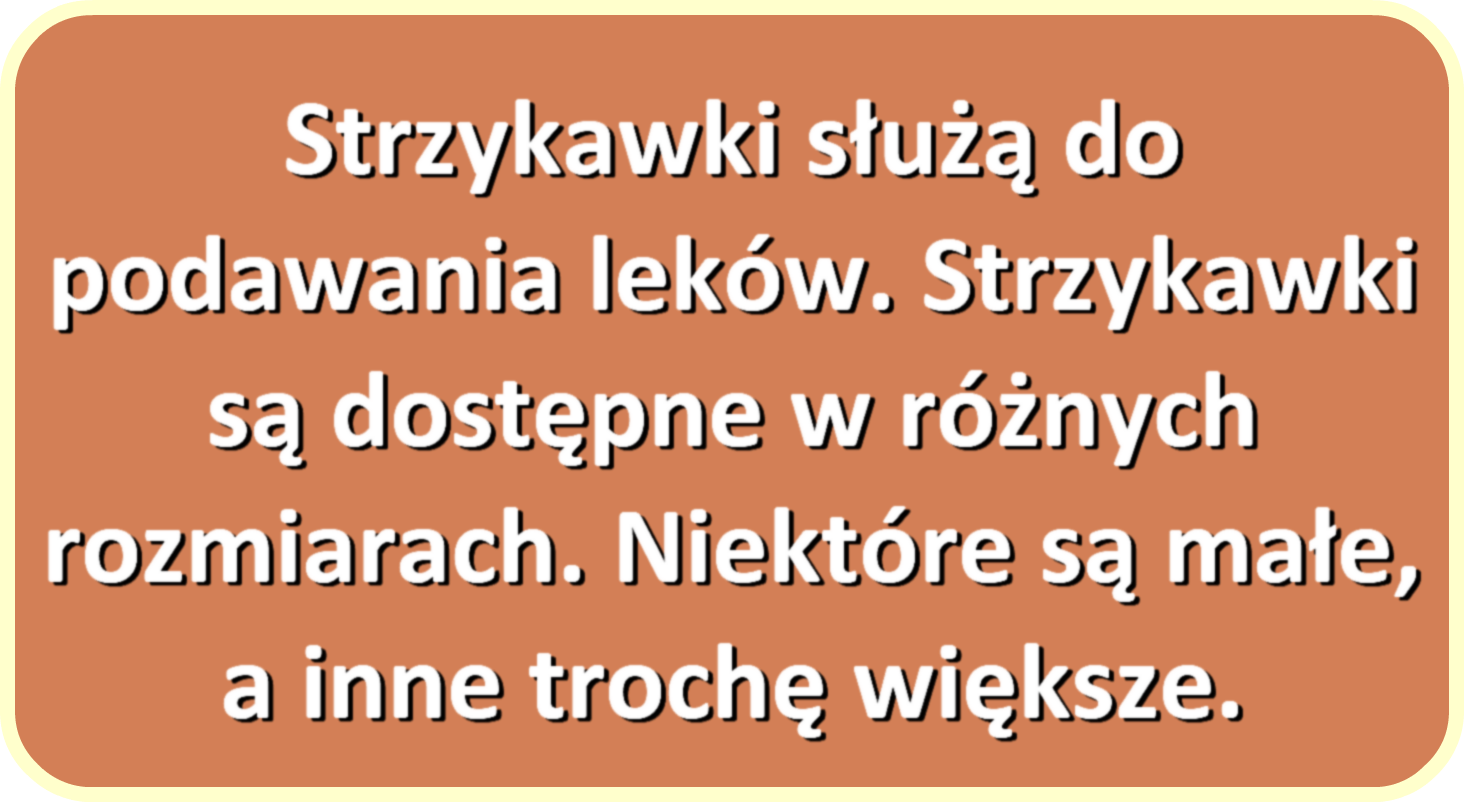 Strzykawki służą do
podawania leków. Strzykawki
są dostępne w różnych
rozmiarach. Niektóre są małe,
a inne trochę większe.